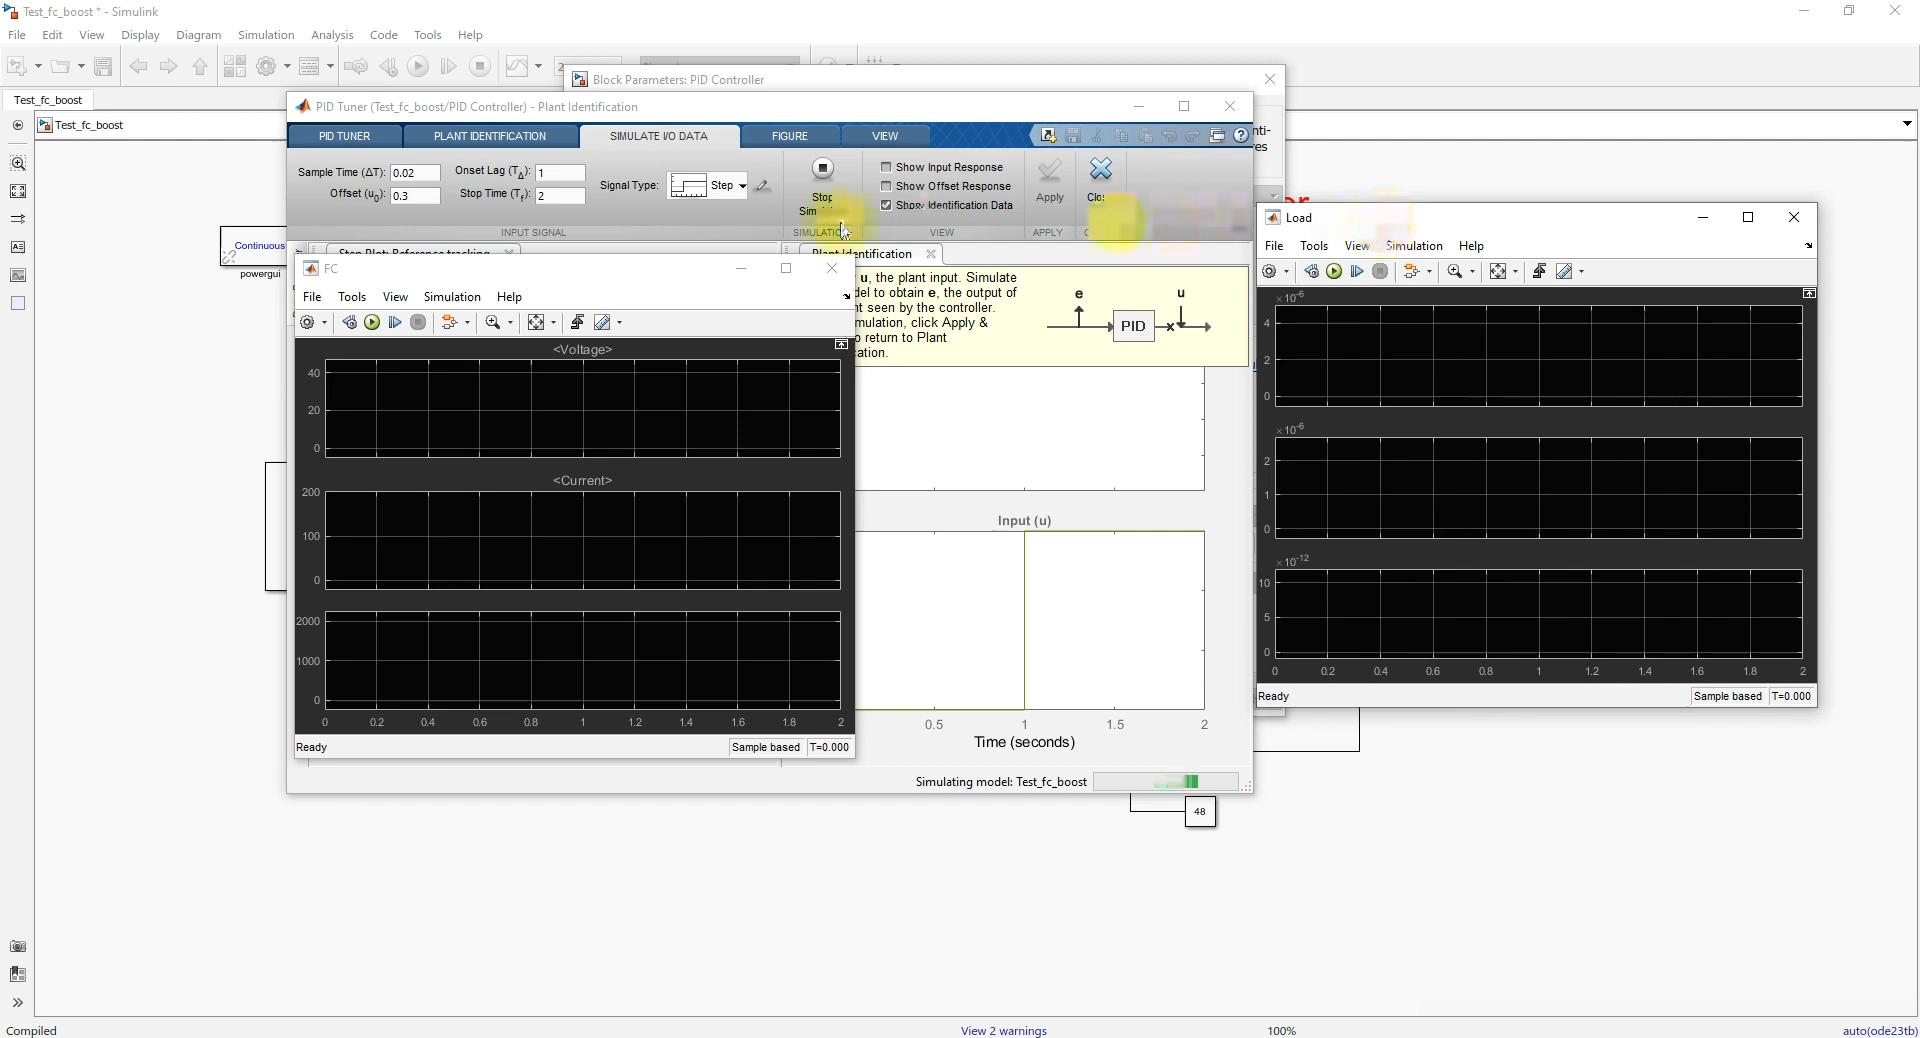 Test_fc_boost * - Simulink
File Edit View Display Diagram Simulation Analysis Code Tools Help
Block Parameters: PID Controller
Test_fc_boost
PID Tuner (Test_fc_boost/PID Controller) - Plant Identification
Test_fc_boost
PID TUNER PLANT IDENTIFICATION SIMULATE I/O DATA FIGURE VIEW
Sample Time (ΔT): 0.02
Onset Lag (TΔ): 1
Offset (u0): 0.3
Stop Time (Tf): 2
Signal Type: Step
Stop
Show Input Response
Show Offset Response
Show Identification Data
Apply
INPUT SIGNAL
VIEW
APPLY
Continuous
powergui
Plant Identification
u, the plant input. Simulate
to obtain e, the output of
seen by the controller.
click Apply &
return to Plant
e
u
PID
FC
File Tools View Simulation Help
<Voltage>
40
20
0
<Current>
200
100
0
2000
1000
0
0 0.2 0.4 0.6 0.8 1 1.2 1.4 1.6 1.8 2
Ready
Sample based T=0.000
Input (u)
0.5 1 1.5 2
Time (seconds)
Simulating model: Test_fc_boost
48
Load
File Tools View Simulation Help
×10-6
4
2
0
×10-6
2
1
0
×10-12
10
5
0
0 0.2 0.4 0.6 0.8 1 1.2 1.4 1.6 1.8 2
Ready
Sample based T=0.000
Compiled
View 2 warnings
100%
auto(ode23tb)